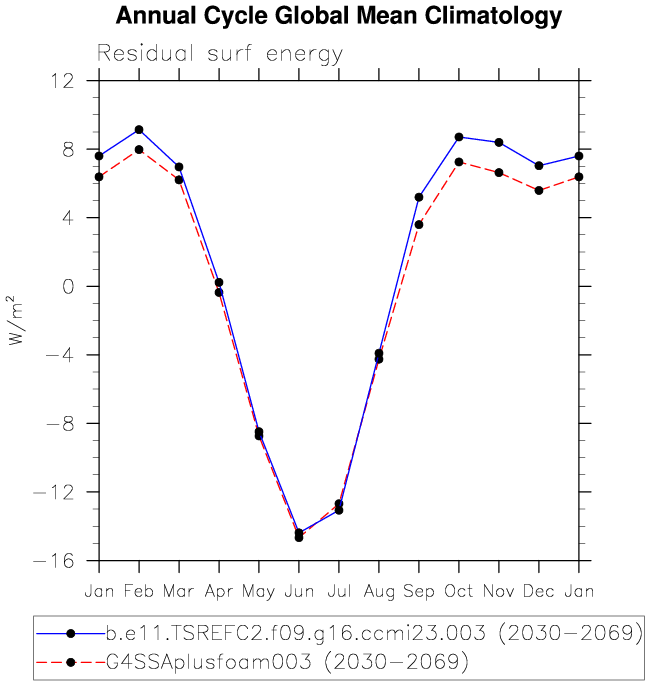 Annual Cycle Global Mean Climatology
Residual surf energy
12
8
4
0
−4
−8
−12
−16
W/m²
Jan Feb Mar Apr May Jun Jul Aug Sep Oct Nov Dec Jan
b.e11.TSREFC2.f09.g16.ccmi23.003 (2030−2069)
G4SSAplusfoam003 (2030−2069)